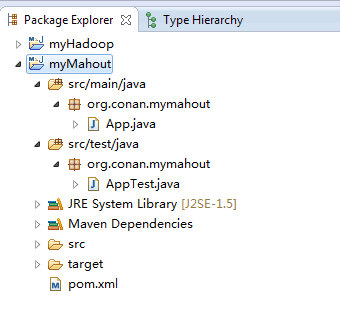 Package Explorer Type Hierarchy
myHadoop
myMahout
src/main/java
org.conan.mymahout
App.java
src/test/java
org.conan.mymahout
AppTest.java
JRE System Library [J2SE-1.5]
Maven Dependencies
src
target
pom.xml